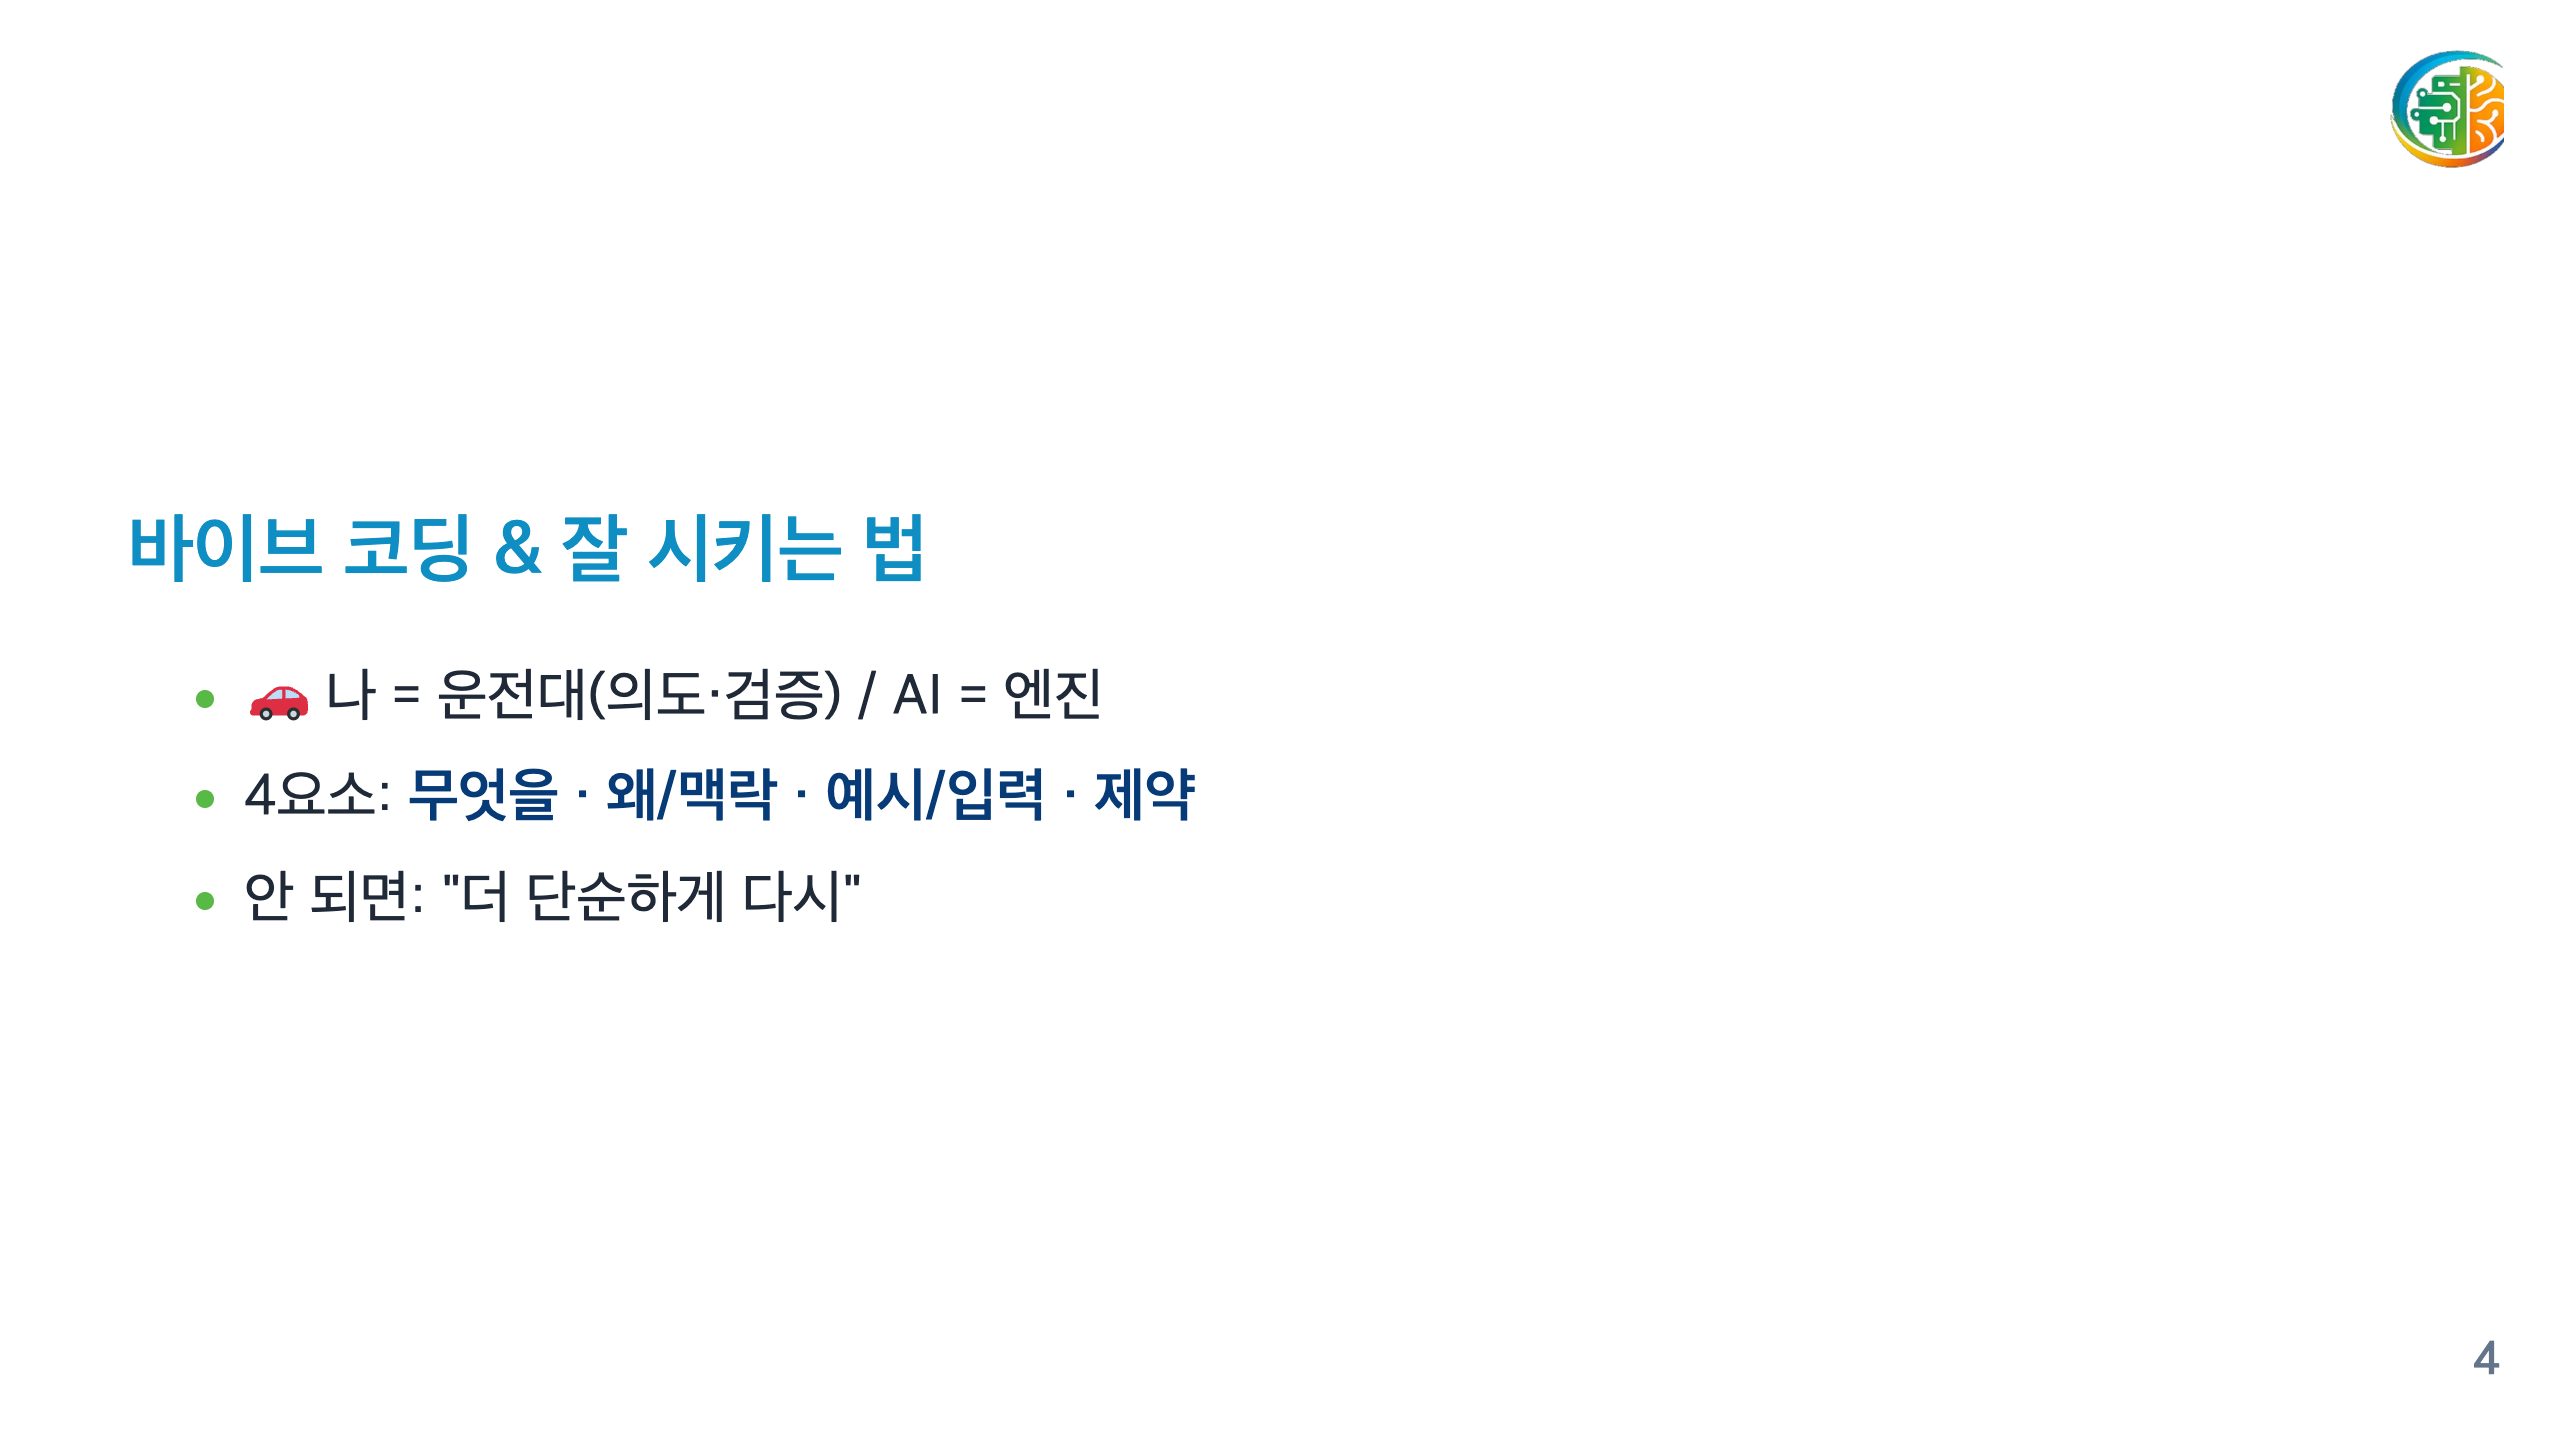 바이브 코딩 & 잘 시키는 법
• 🚗 나 = 운전대(의도·검증) / AI = 엔진
• 4요소: 무엇을 · 왜/맥락 · 예시/입력 · 제약
• 안 되면: "더 단순하게 다시"
4